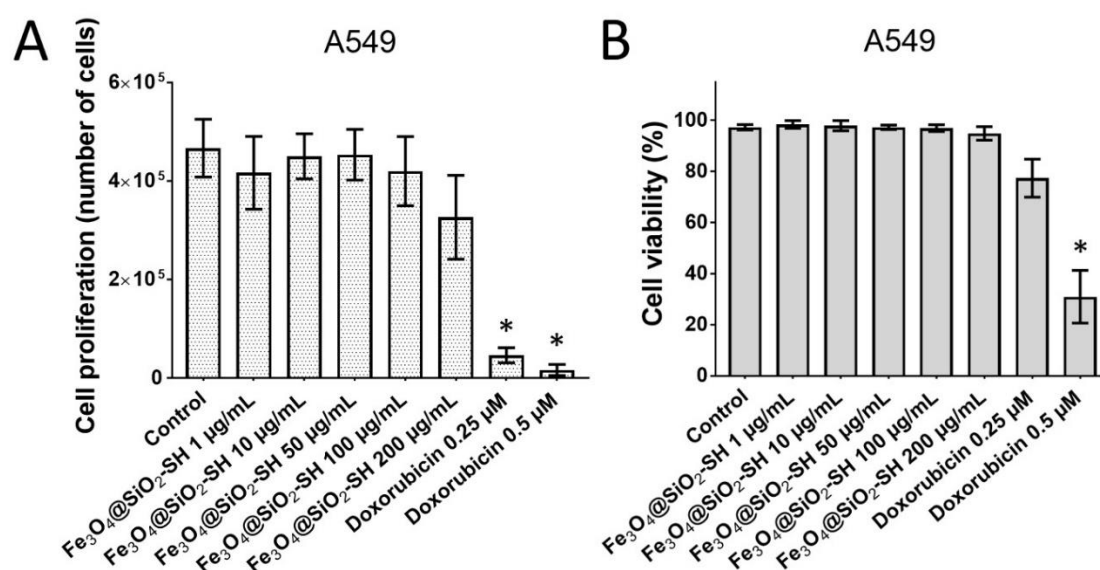 A
A549
Cell proliferation (number of cells)
6×10⁵
4×10⁵
2×10⁵
0
*
*
Control
Fe₃O₄@SiO₂-SH 1 µg/mL
Fe₃O₄@SiO₂-SH 10 µg/mL
Fe₃O₄@SiO₂-SH 50 µg/mL
Fe₃O₄@SiO₂-SH 100 µg/mL
Fe₃O₄@SiO₂-SH 200 µg/mL
Doxorubicin 0.25 µM
Doxorubicin 0.5 µM
B
A549
Cell viability (%)
100
80
60
40
20
0
*
Control
Fe₃O₄@SiO₂-SH 1 µg/mL
Fe₃O₄@SiO₂-SH 10 µg/mL
Fe₃O₄@SiO₂-SH 50 µg/mL
Fe₃O₄@SiO₂-SH 100 µg/mL
Fe₃O₄@SiO₂-SH 200 µg/mL
Doxorubicin 0.25 µM
Doxorubicin 0.5 µM